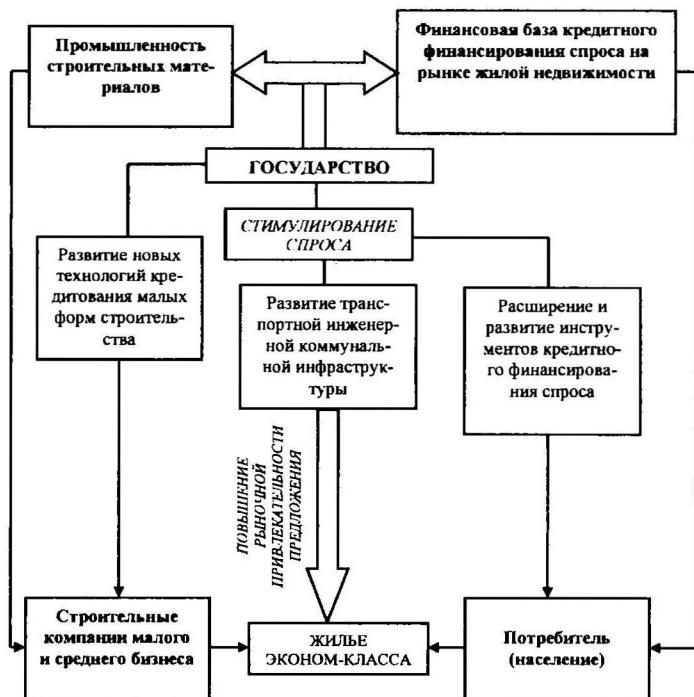 Промышленность
строительных мате-
риалов
Финансовая база кредитного
финансирования спроса на
рынке жилой недвижимости
ГОСУДАРСТВО
СТИМУЛИРОВАНИЕ
СПРОСА
Развитие новых
технологий кре-
дитования малых
форм строитель-
ства
Развитие транс-
портной инженер-
ной коммуналь-
ной инфраструк-
туры
Расширение и
развитие инстру-
ментов кредитно-
го финансирова-
ния спроса
ПОВЫШЕНИЕ
РЫНОЧНОЙ
ПРИВЛЕКАТЕЛЬНОСТИ
ПРЕДЛОЖЕНИЯ
Строительные
компании малого
и среднего бизнеса
ЖИЛЬЕ
ЭКОНОМ-КЛАССА
Потребитель
(население)